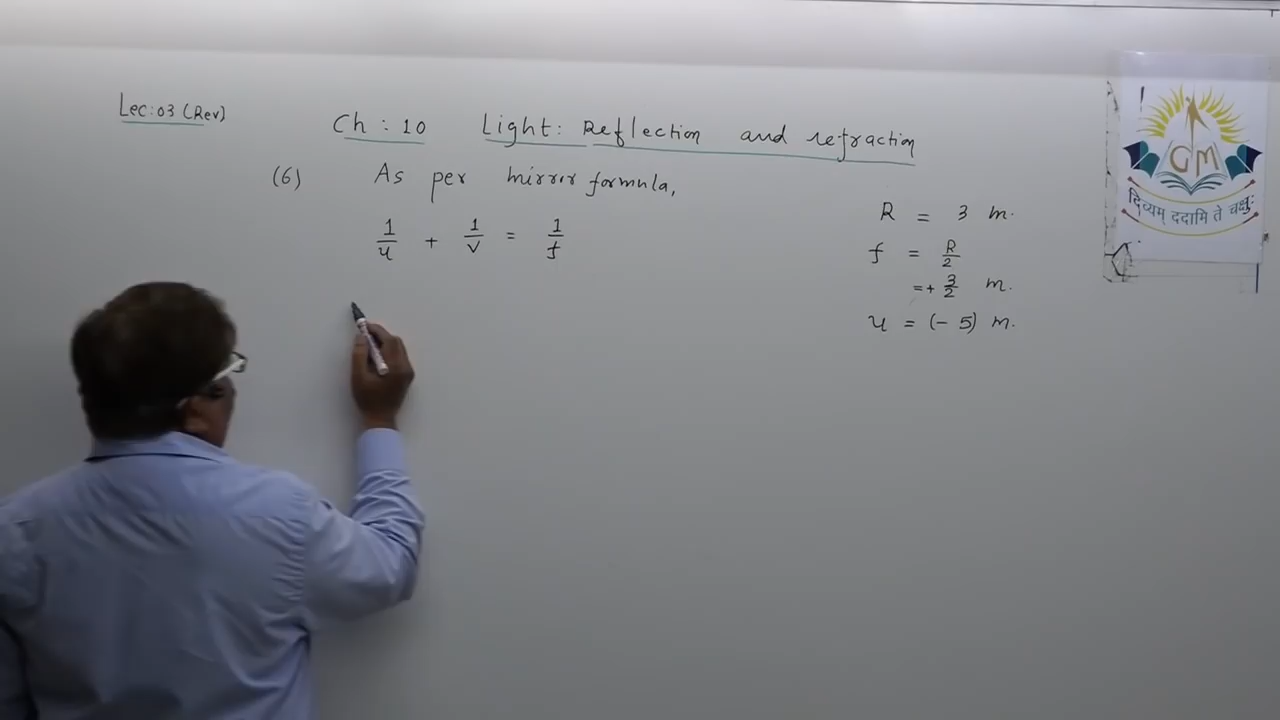 Lec:03 (Rev)
Ch : 10 Light: Reflection and refraction
(6) As per mirror formula,
1/u + 1/v = 1/f
R = 3 m.
f = R/2
=+ 3/2 m.
u = (- 5) m.
GM
दिव्यम् ददामि ते चक्षुः